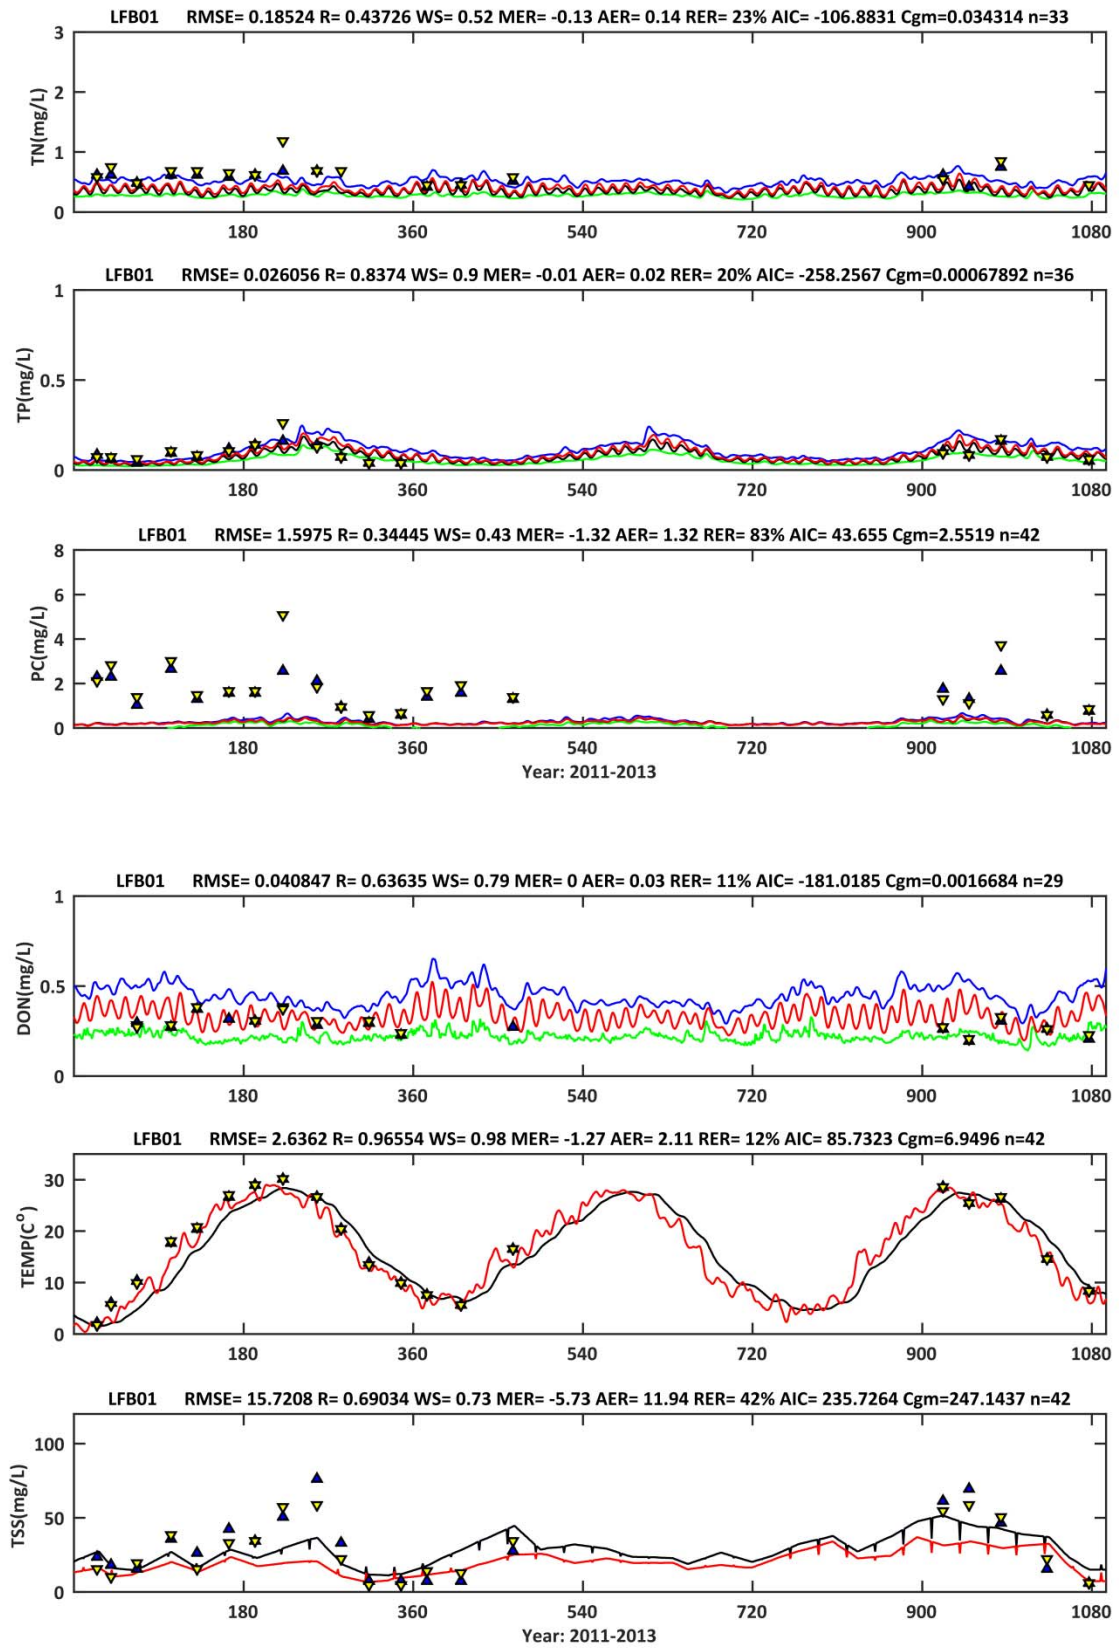 LFB01 RMSE= 0.18524 R= 0.43726 WS= 0.52 MER= -0.13 AER= 0.14 RER= 23% AIC= -106.8831 Cgm=0.034314 n=33
3
2
1
0
TN(mg/L)
180 360 540 720 900 1080
LFB01 RMSE= 0.026056 R= 0.8374 WS= 0.9 MER= -0.01 AER= 0.02 RER= 20% AIC= -258.2567 Cgm=0.00067892 n=36
1
0.5
0
TP(mg/L)
180 360 540 720 900 1080
LFB01 RMSE= 1.5975 R= 0.34445 WS= 0.43 MER= -1.32 AER= 1.32 RER= 83% AIC= 43.655 Cgm=2.5519 n=42
8
6
4
2
0
PC(mg/L)
180 360 540 720 900 1080
Year: 2011-2013
LFB01 RMSE= 0.040847 R= 0.63635 WS= 0.79 MER= 0 AER= 0.03 RER= 11% AIC= -181.0185 Cgm=0.0016684 n=29
1
0.5
0
DON(mg/L)
180 360 540 720 900 1080
LFB01 RMSE= 2.6362 R= 0.96554 WS= 0.98 MER= -1.27 AER= 2.11 RER= 12% AIC= 85.7323 Cgm=6.9496 n=42
30
20
10
0
TEMP(C°)
180 360 540 720 900 1080
LFB01 RMSE= 15.7208 R= 0.69034 WS= 0.73 MER= -5.73 AER= 11.94 RER= 42% AIC= 235.7264 Cgm=247.1437 n=42
100
50
0
TSS(mg/L)
180 360 540 720 900 1080
Year: 2011-2013